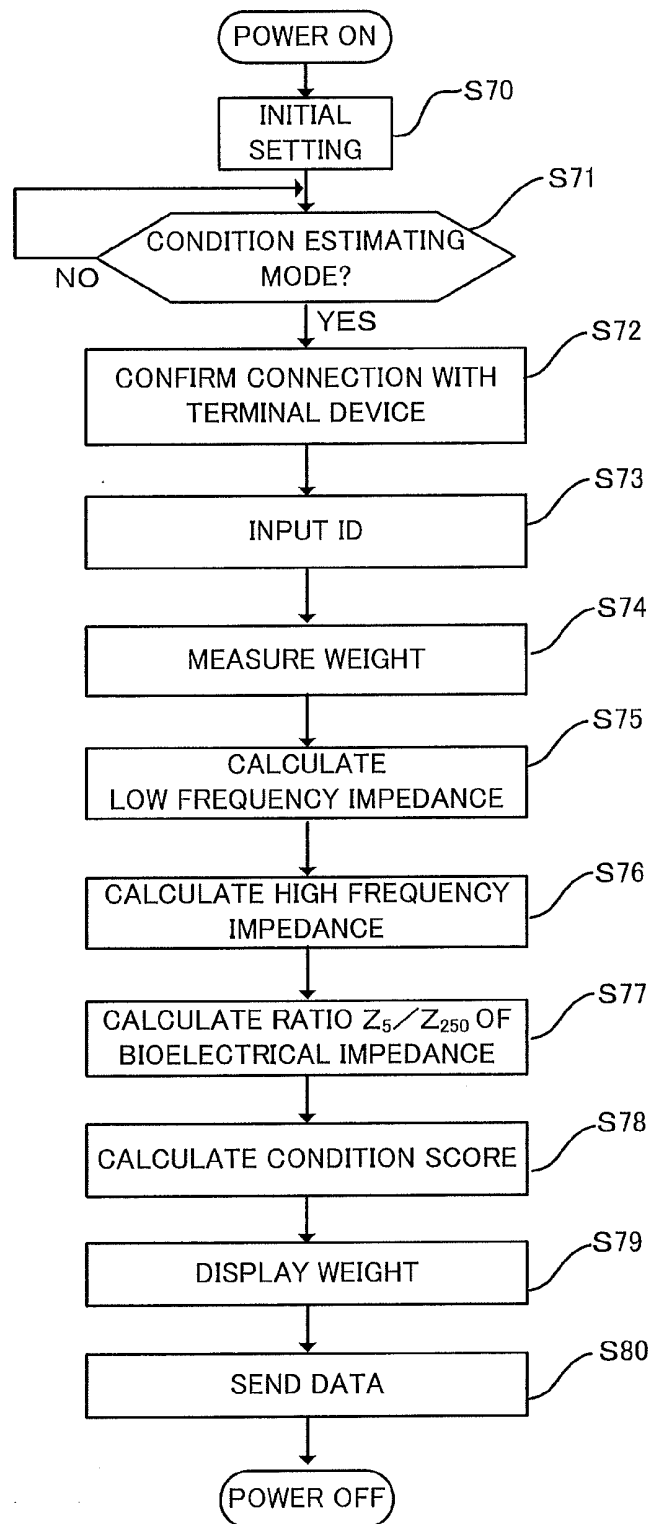 POWER ON
S70
INITIAL
SETTING
S71
CONDITION ESTIMATING
MODE?
NO
YES
S72
CONFIRM CONNECTION WITH
TERMINAL DEVICE
S73
INPUT ID
S74
MEASURE WEIGHT
S75
CALCULATE
LOW FREQUENCY IMPEDANCE
S76
CALCULATE HIGH FREQUENCY
IMPEDANCE
S77
CALCULATE RATIO Z₅/Z₂₅₀ OF
BIOELECTRICAL IMPEDANCE
S78
CALCULATE CONDITION SCORE
S79
DISPLAY WEIGHT
S80
SEND DATA
POWER OFF